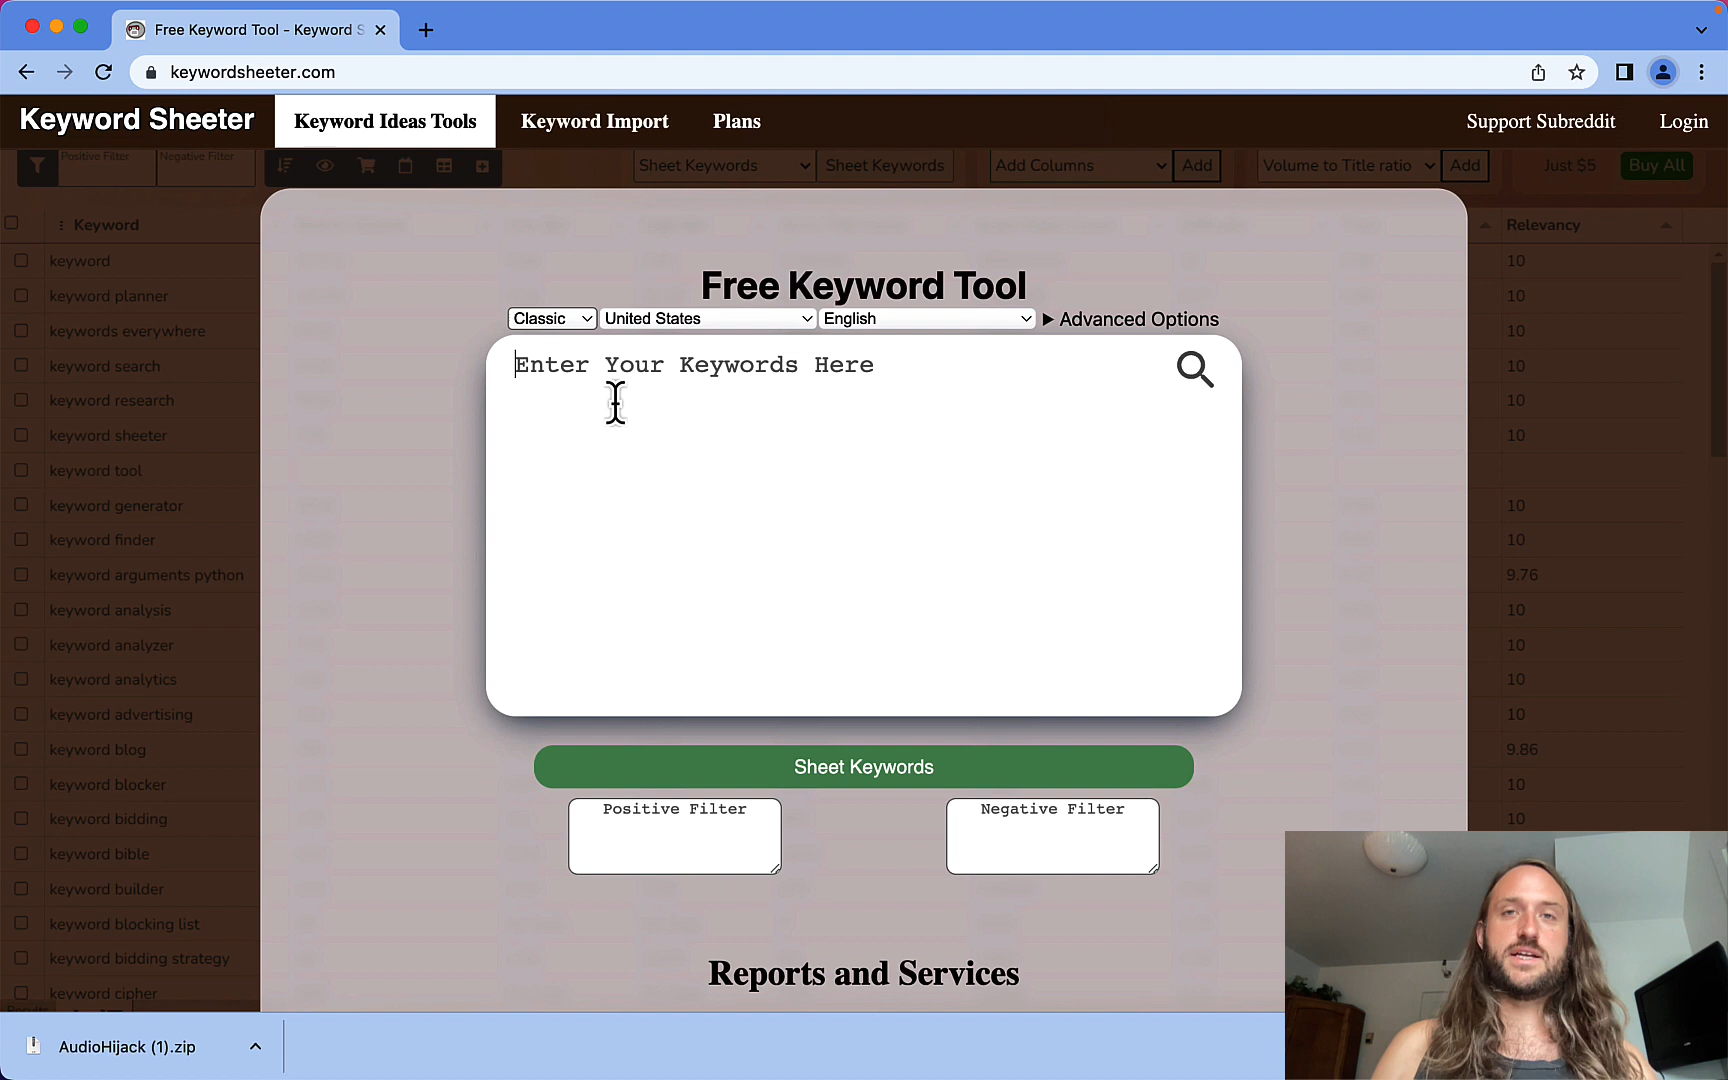 Free Keyword Tool - Keyword S
keywordsheeter.com
Keyword Sheeter
Keyword Ideas Tools
Keyword Import
Plans
Support Subreddit
Login
Positive Filter
Negative Filter
Sheet Keywords
Sheet Keywords
Add Columns
Add
Volume to Title ratio
Add
Just $5
Buy All
Keyword
Relevancy
keyword
10
keyword planner
10
keywords everywhere
10
keyword search
10
keyword research
10
keyword sheeter
10
keyword tool
keyword generator
10
keyword finder
10
keyword arguments python
9.76
keyword analysis
10
keyword analyzer
10
keyword analytics
10
keyword advertising
10
keyword blog
9.86
keyword blocker
10
keyword bidding
10
keyword bible
keyword builder
keyword blocking list
keyword bidding strategy
keyword cipher
Free Keyword Tool
Classic
United States
English
Advanced Options
Enter Your Keywords Here
Sheet Keywords
Positive Filter
Negative Filter
Reports and Services
AudioHijack (1).zip